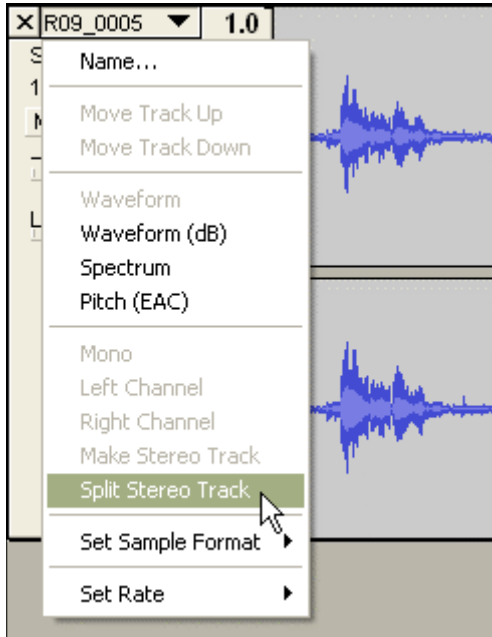 R09_0005
1.0
S
Name...
1
Move Track Up
Move Track Down
Waveform
L
Waveform (dB)
Spectrum
Pitch (EAC)
Mono
Left Channel
Right Channel
Make Stereo Track
Split Stereo Track
Set Sample Format
Set Rate